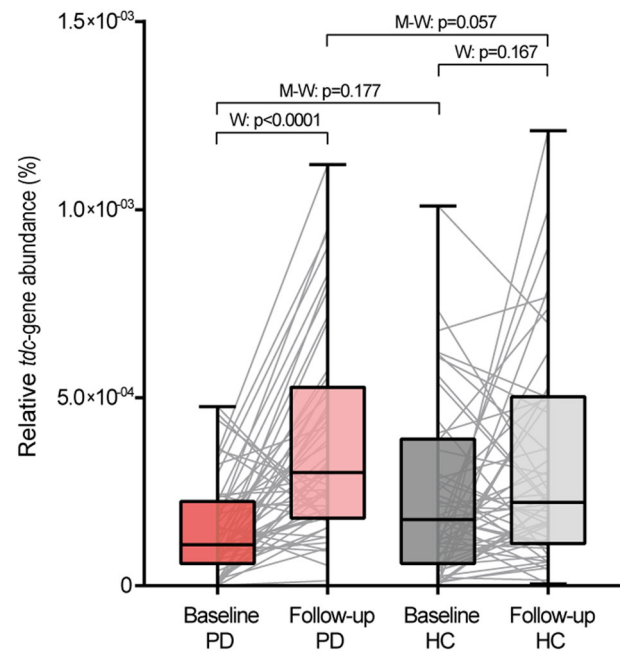 1.5×10⁻⁰³
M-W: p=0.057
W: p=0.167
M-W: p=0.177
W: p<0.0001
Relative tdc-gene abundance (%)
1.0×10⁻⁰³
5.0×10⁻⁰⁴
0
Baseline PD
Follow-up PD
Baseline HC
Follow-up HC